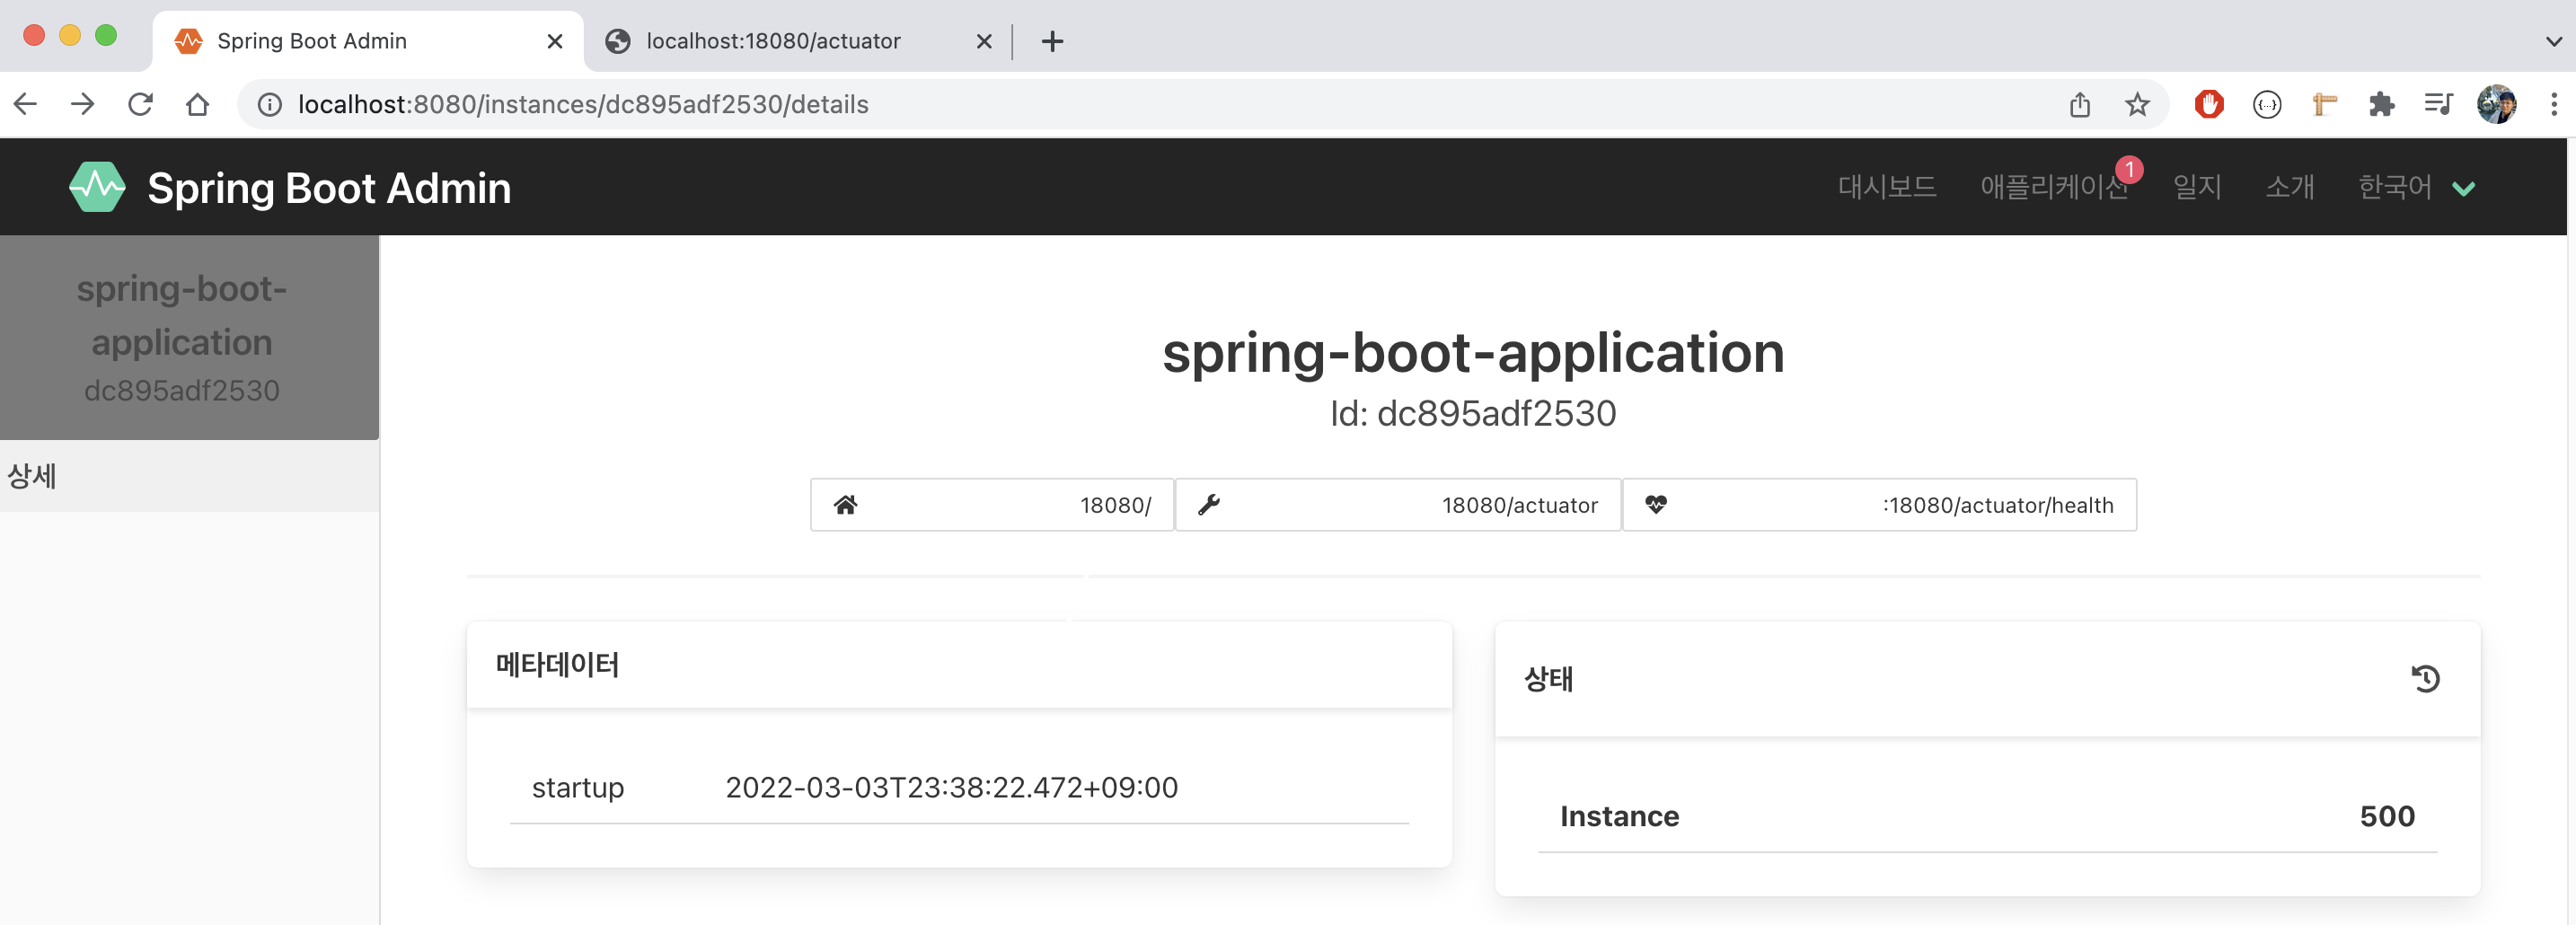 Spring Boot Admin
localhost:18080/actuator
localhost:8080/instances/dc895adf2530/details
Spring Boot Admin
대시보드
애플리케이션
1
일지
소개
한국어
spring-boot-
application
dc895adf2530
상세
spring-boot-application
Id: dc895adf2530
18080/
18080/actuator
:18080/actuator/health
메타데이터
startup 2022-03-03T23:38:22.472+09:00
상태
Instance 500